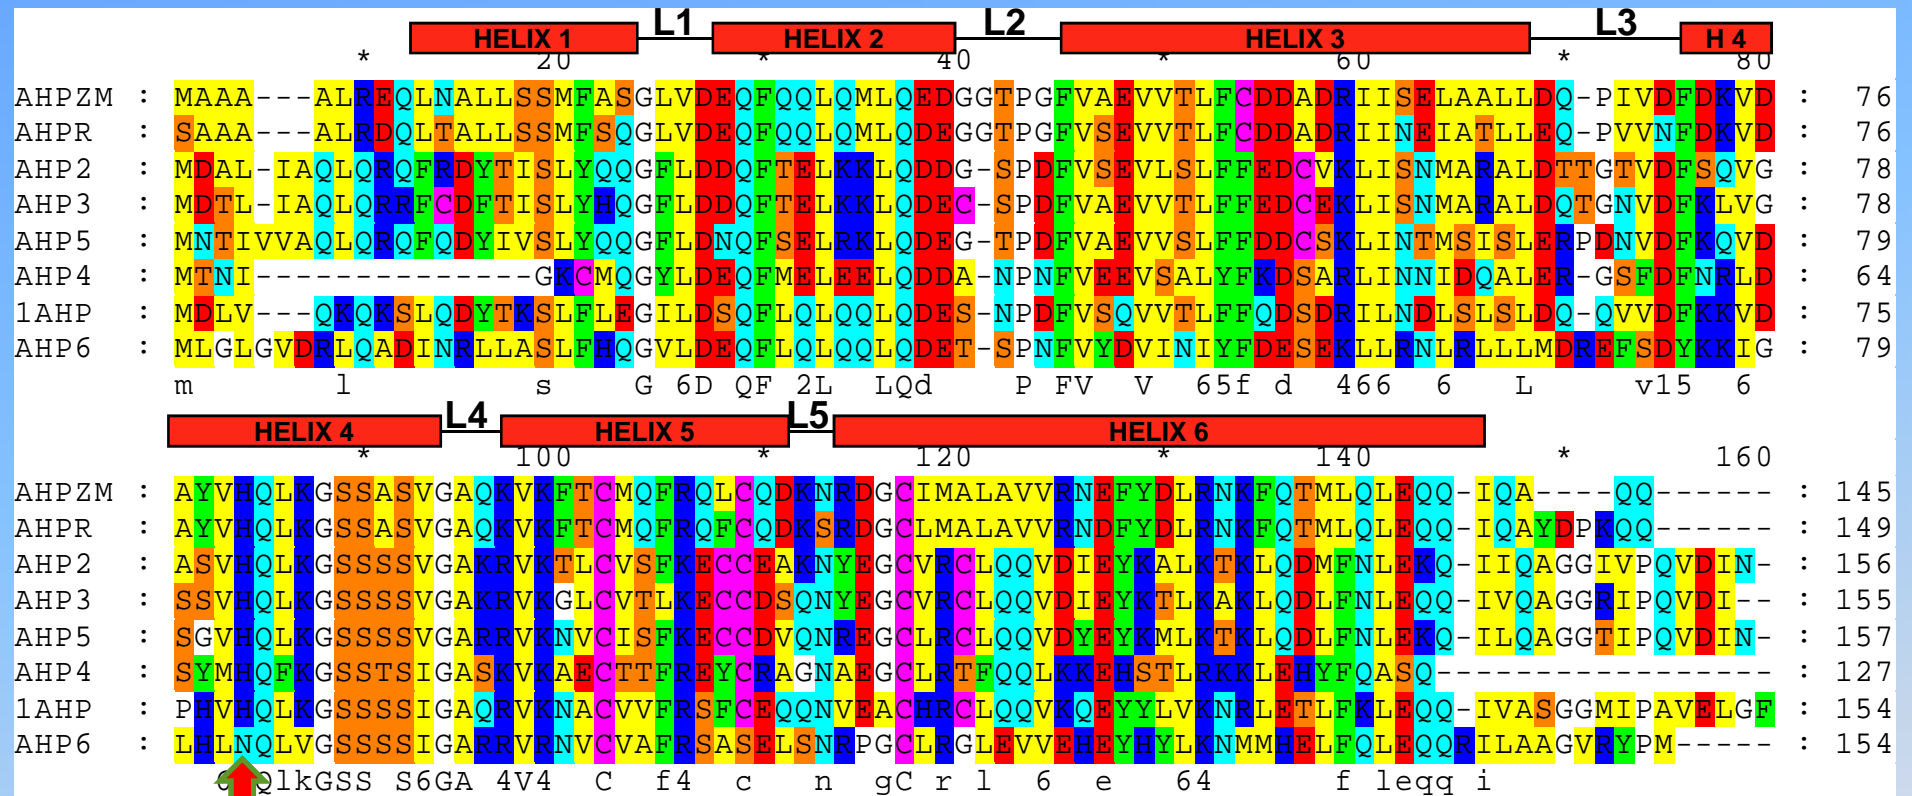 L1 L2 L3
HELIX 1 HELIX 2 HELIX 3 H 4
* 20 * 40 * 60 * 80
AHPZM : MAAA---ALREQLNALLSSMFASGLVDEQFQQLQMLQEDGGTPGFVAEVVTLFCDDADRIISELAALLDQ-PIVDFDKVD : 76
AHPR : SAAA---ALRDQLTALLSSMFSQGLVDEQFQQLQMLQDEGGTPGFVSEVVTLFCDDADRIINEIATLLEQ-PVVNFDKVD : 76
AHP2 : MDAL-IAQLQRQFRDYTISLYQQGFLDDQFTELKKLQDDG-SPDFVSEVLSLFFEDCVKLISNMARALDTTGTVDFSQVG : 78
AHP3 : MDTL-IAQLQRRFCDFTISLYHQGFLDDQFTELKKLQDEC-SPDFVAEVVTLFFEDCEKLISNMARALDQTGNVDFKLVG : 78
AHP5 : MNTIVVAQLQRQFQDYIVSLYQQGFLDNQFSELRKLQDEG-TPDFVAEVVSLFFDDCSKLINTMSISLERPDNVDFKQVD : 79
AHP4 : MTNI--------------GKCMQGYLDEQFMELEELQDDA-NPNFVEEVSALYFKDSARLINNIDQALER-GSFDFNRLD : 64
1AHP : MDLV---QKQKSLQDYTKSLFLEGILDSQFLQLQQLQDES-NPDFVSQVVTLFFQDSDRILNDLSLSLDQ-QVVDFKKVD : 75
AHP6 : MLGLGVDRLQADINRLLASLFHQGVLDEQFLQLQQLQDET-SPNFVYDVINIYFDESEKLLRNLRLLLMDREFSDYKKIG : 79
m l s G 6D QF 2L LQd P FV V 65f d 466 6 L v15 6
L4 L5
HELIX 4 HELIX 5 HELIX 6
* 100 * 120 * 140 * 160
AHPZM : AYVHQLKGSSASVGAQKVKFTCMQFRQLCQDKNRDGCIMALAVVRNEFYDLRNKFQTMLQLEQQ-IQA----QQ------ : 145
AHPR : AYVHQLKGSSASVGAQKVKFTCMQFRQFCQDKSRDGCLMALAVVRNDFYDLRNKFQTMLQLEQQ-IQAYDPKQQ------ : 149
AHP2 : ASVHQLKGSSSSVGAKRVKTLCVSFKECCEAKNYEGCVRCLQQVDIEYKALKTKLQDMFNLEKQ-IIQAGGIVPQVDIN- : 156
AHP3 : SSVHQLKGSSSSVGAKRVKGLCVTLKECCDSQNYEGCVRCLQQVDIEYKTLKAKLQDLFNLEQQ-IVQAGGRIPQVDI-- : 155
AHP5 : SGVHQLKGSSSSVGARRVKNVCISFKECCDVQNREGCLRCLQQVDYEYKMLKTKLQDLFNLEKQ-ILQAGGTIPQVDIN- : 157
AHP4 : SYMHQFKGSSTSIGASKVKAECTTFREYCRAGNAEGCLRTFQQLKKEHSTLRKKLEHYFQASQ----------------- : 127
1AHP : PHVHQLKGSSSSIGAQRVKNACVVFRSFCEQQNVEACHRCLQQVKQEYYLVKNRLETLFKLEQQ-IVASGGMIPAVELGF : 154
AHP6 : LHLNQLVGSSSSIGARRVRNVCVAFRSASELSNRPGCLRGLEVVEHEYHYLKNMMHELFQLEQQRILAAGVRYPM----- : 154
6 QlkGSS S6GA 4V4 C f4 c n gC r l 6 e 64 f leqq i